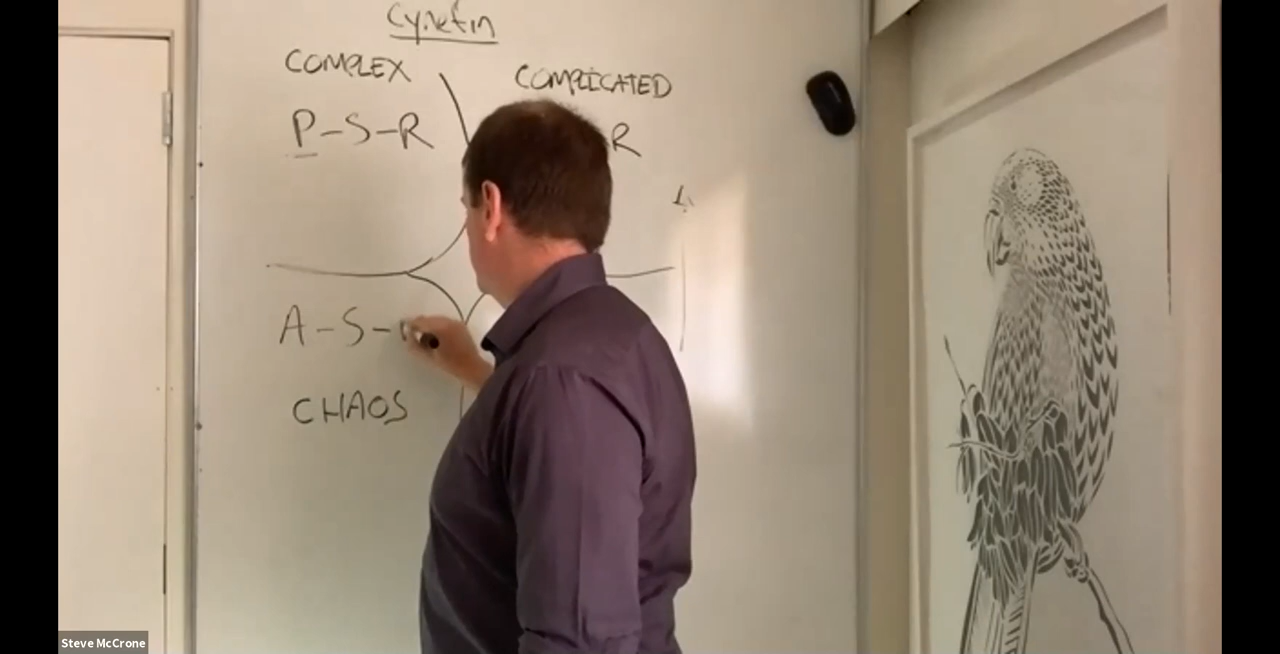 Cynefin
COMPLEX
COMPLICATED
P-S-R
R
A-S-
CHAOS
Steve McCrone